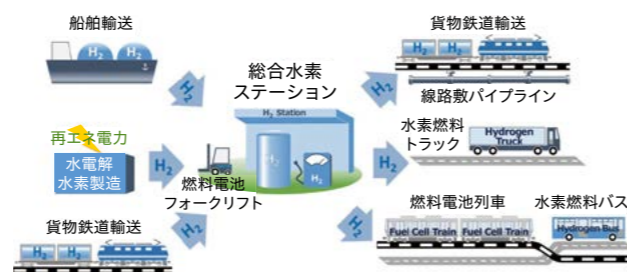 船舶輸送
H₂ H₂
H₂
再エネ電力
水電解
水素製造
H₂
貨物鉄道輸送
H₂ H₂
H₂
総合水素
ステーション
H₂ Station
H₂
H₂
燃料電池
フォークリフト
貨物鉄道輸送
H₂ H₂
線路敷パイプライン
H₂
水素燃料
トラック
Hydrogen
Truck
H₂
燃料電池列車
Fuel Cell Train Fuel Cell Train
水素燃料バス
Hydrogen Bus
H₂